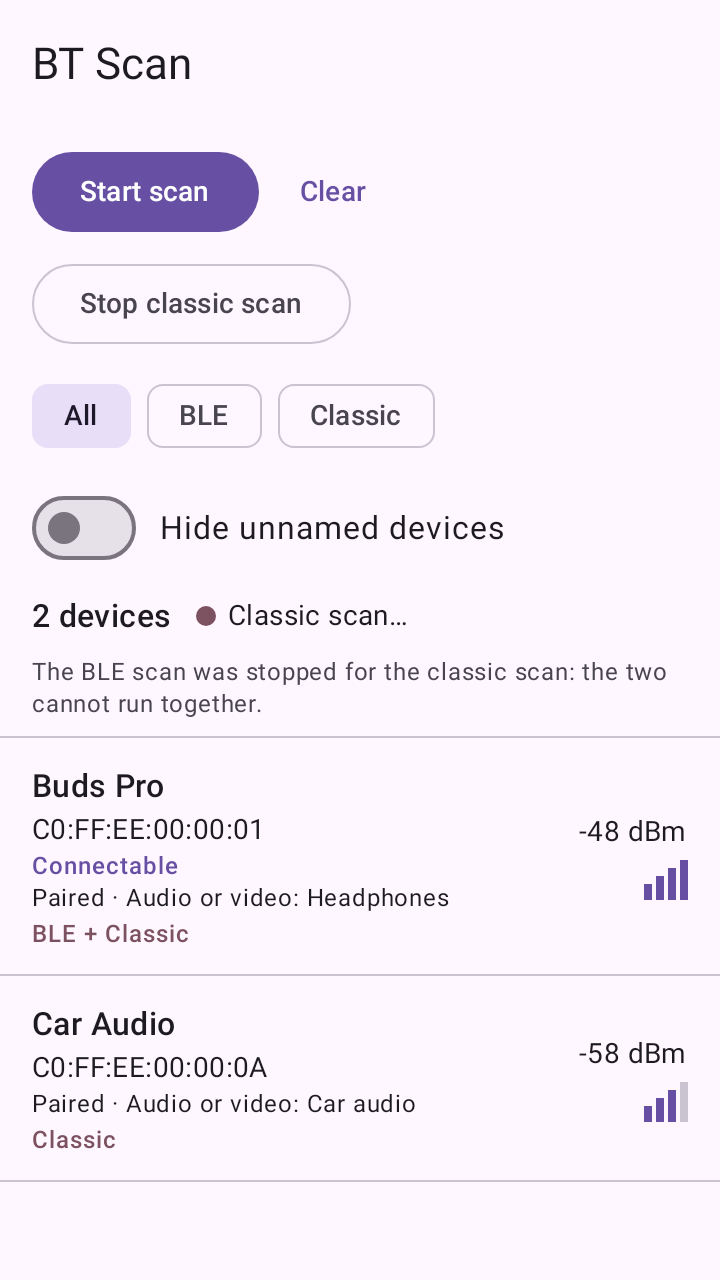 BT Scan
Start scan
Clear
Stop classic scan
All
BLE
Classic
Hide unnamed devices
2 devices
Classic scan…
The BLE scan was stopped for the classic scan: the two
cannot run together.
Buds Pro
C0:FF:EE:00:00:01
-48 dBm
Connectable
Paired · Audio or video: Headphones
BLE + Classic
Car Audio
C0:FF:EE:00:00:0A
-58 dBm
Paired · Audio or video: Car audio
Classic